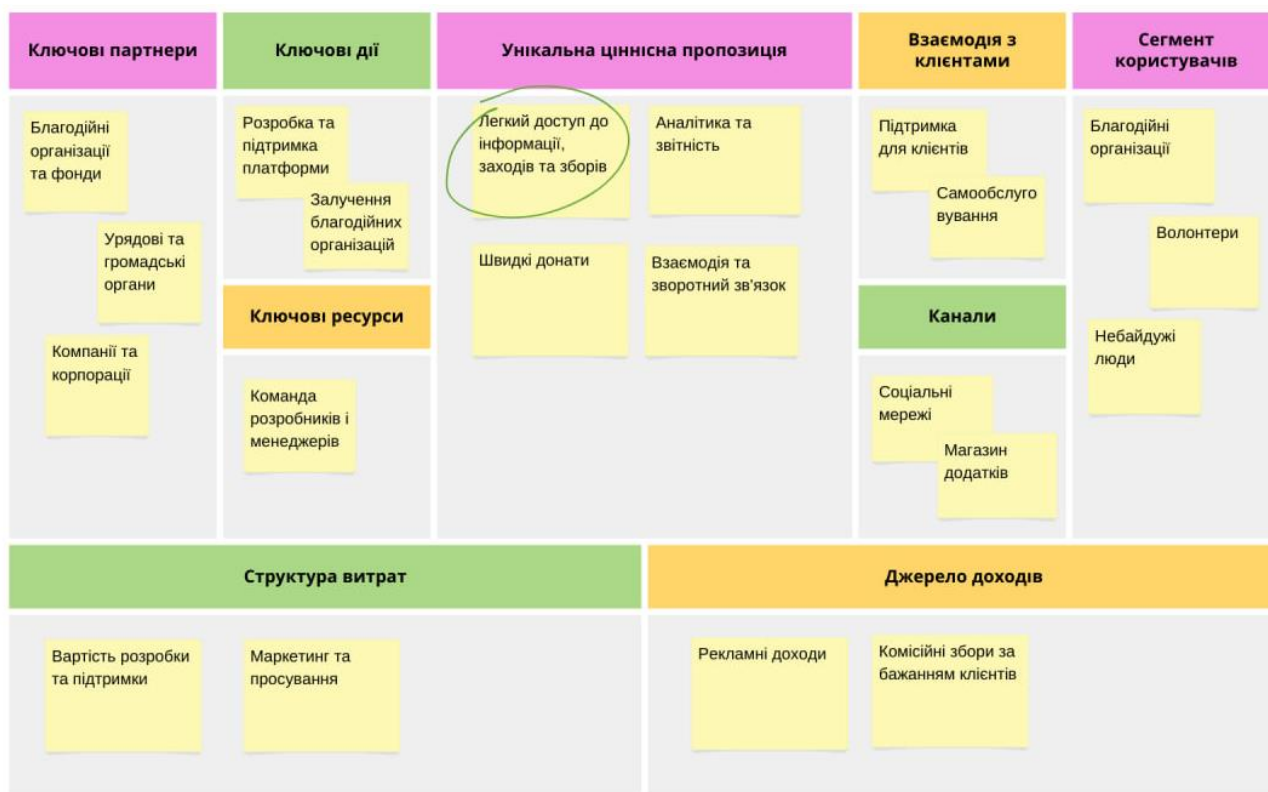 Ключові партнери
Благодійні
організації
та фонди
Урядові та
громадські
органи
Компанії та
корпорації
Ключові дії
Розробка та
підтримка
платформи
Залучення
благодійних
організацій
Ключові ресурси
Команда
розробників і
менеджерів
Унікальна ціннісна пропозиція
Легкий доступ до
інформації,
заходів та зборів
Аналітика та
звітність
Швидкі донати
Взаємодія та
зворотний зв'язок
Взаємодія з
клієнтами
Підтримка
для клієнтів
Самообслуго
вування
Канали
Соціальні
мережі
Магазин
додатків
Сегмент
користувачів
Благодійні
організації
Волонтери
Небайдужі
люди
Структура витрат
Вартість розробки
та підтримки
Маркетинг та
просування
Джерело доходів
Рекламні доходи
Комісійні збори за
бажанням клієнтів